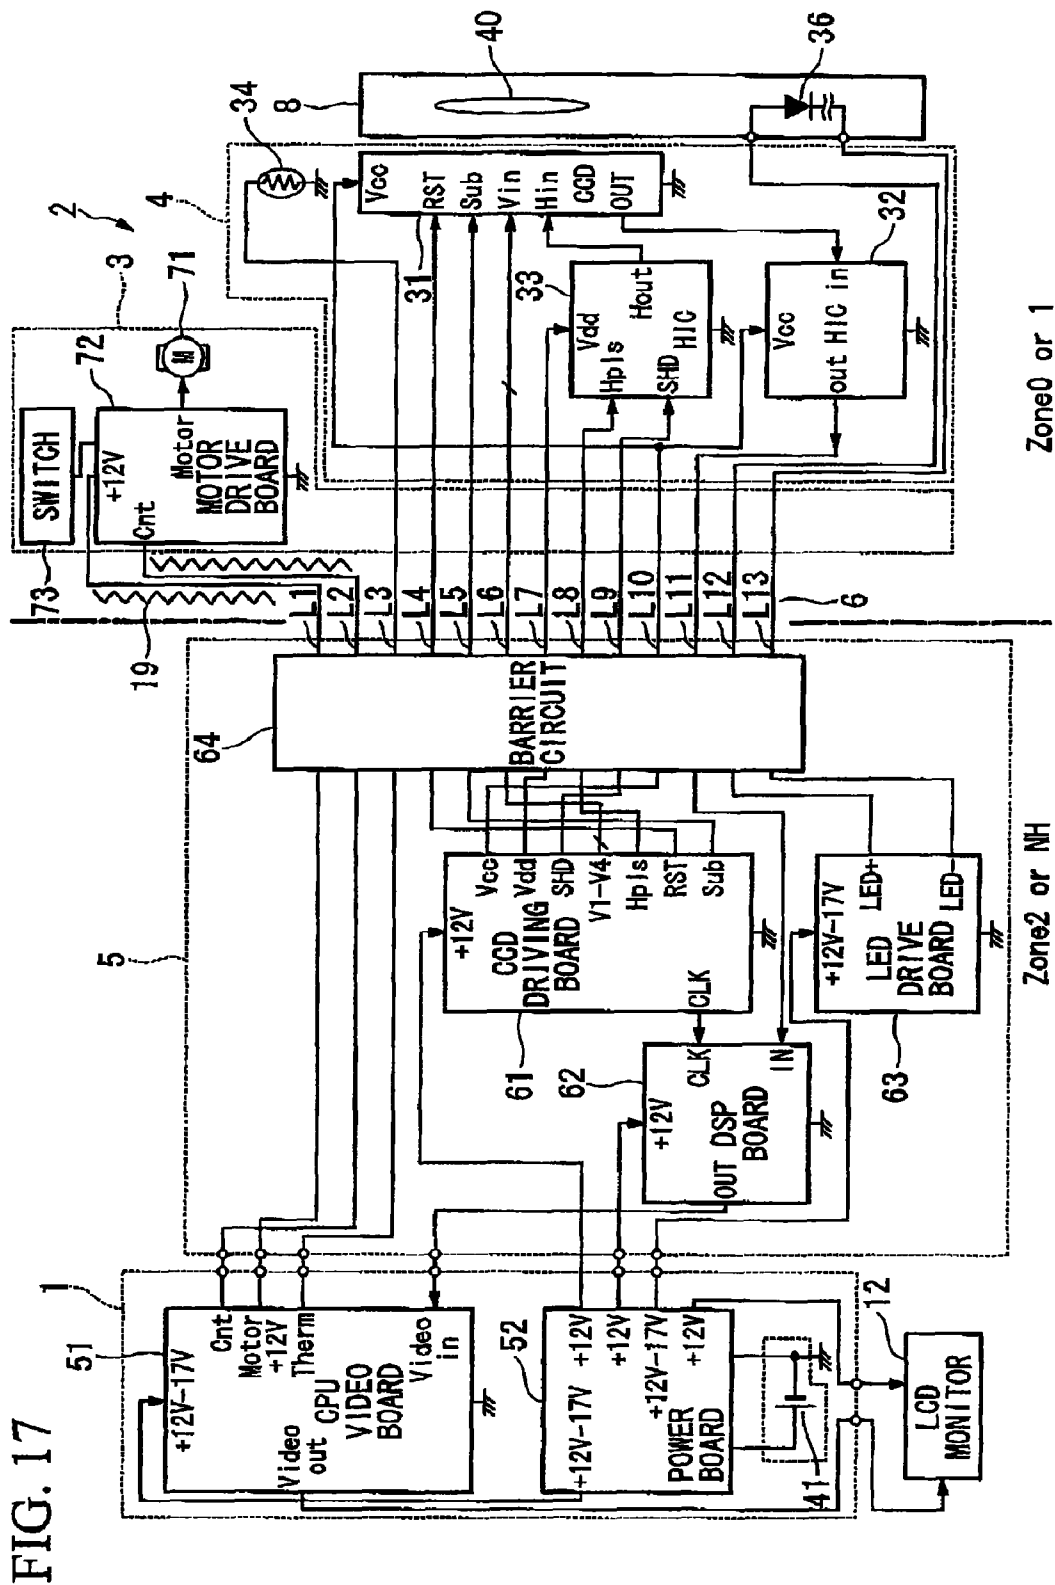 FIG. 17
1
51
+12V-17V
Cnt
Motor
+12V
Therm
CPU
VIDEO
BOARD
Video
out
Video
in
52
+12V-17V
+12V
+12V
+12V-17V
+12V
POWER
BOARD
41
12
LCD
MONITOR
5
61
+12V
CCD
DRIVING
BOARD
Vcc
Vdd
SHD
V1-V4
Hpls
RST
Sub
CLK
62
+12V
CLK
IN
OUT
DSP
BOARD
63
+12V-17V
LED
DRIVE
BOARD
LED+
LED-
64
BARRIER
CIRCUIT
Zone2 or NH
19
L1
L2
L3
L4
L5
L6
L7
L8
L9
L10
L11
L12
L13
6
2
3
73
SWITCH
72
+12V
Cnt
Motor
MOTOR
DRIVE
BOARD
71
M
4
34
31
Vcc
RST
Sub
Vin
Hin
CCD
OUT
33
Vdd
Hpls
Hout
SHD
HIC
32
Vcc
in
HIC
out
8
40
36
Zone0 or 1